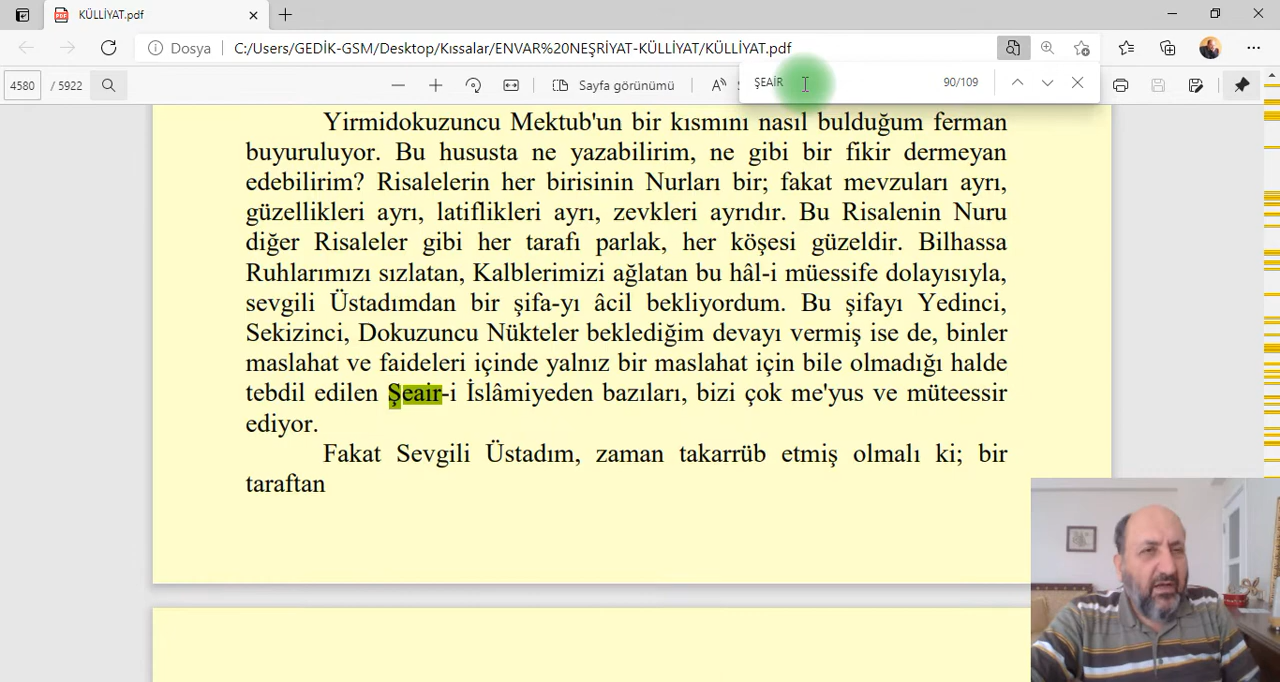 KÜLLİYAT.pdf
Dosya
C:/Users/GEDİK-GSM/Desktop/Kıssalar/ENVAR%20NEŞRİYAT-KÜLLİYAT/KÜLLİYAT.pdf
4580 / 5922
Sayfa görünümü
ŞEAİR
90/109
Yirmidokuzuncu Mektub'un bir kısmını nasıl bulduğum ferman
buyuruluyor. Bu hususta ne yazabilirim, ne gibi bir fikir dermeyan
edebilirim? Risalelerin her birisinin Nurları bir; fakat mevzuları ayrı,
güzellikleri ayrı, latiflikleri ayrı, zevkleri ayrıdır. Bu Risalenin Nuru
diğer Risaleler gibi her tarafı parlak, her köşesi güzeldir. Bilhassa
Ruhlarımızı sızlatan, Kalblerimizi ağlatan bu hâl-i müessife dolayısıyla,
sevgili Üstadımdan bir şifa-yı âcil bekliyordum. Bu şifayı Yedinci,
Sekizinci, Dokuzuncu Nükteler beklediğim devayı vermiş ise de, binler
maslahat ve faideleri içinde yalnız bir maslahat için bile olmadığı halde
tebdil edilen Şeair-i İslâmiyeden bazıları, bizi çok me'yus ve müteessir
ediyor.
Fakat Sevgili Üstadım, zaman takarrüb etmiş olmalı ki; bir
taraftan